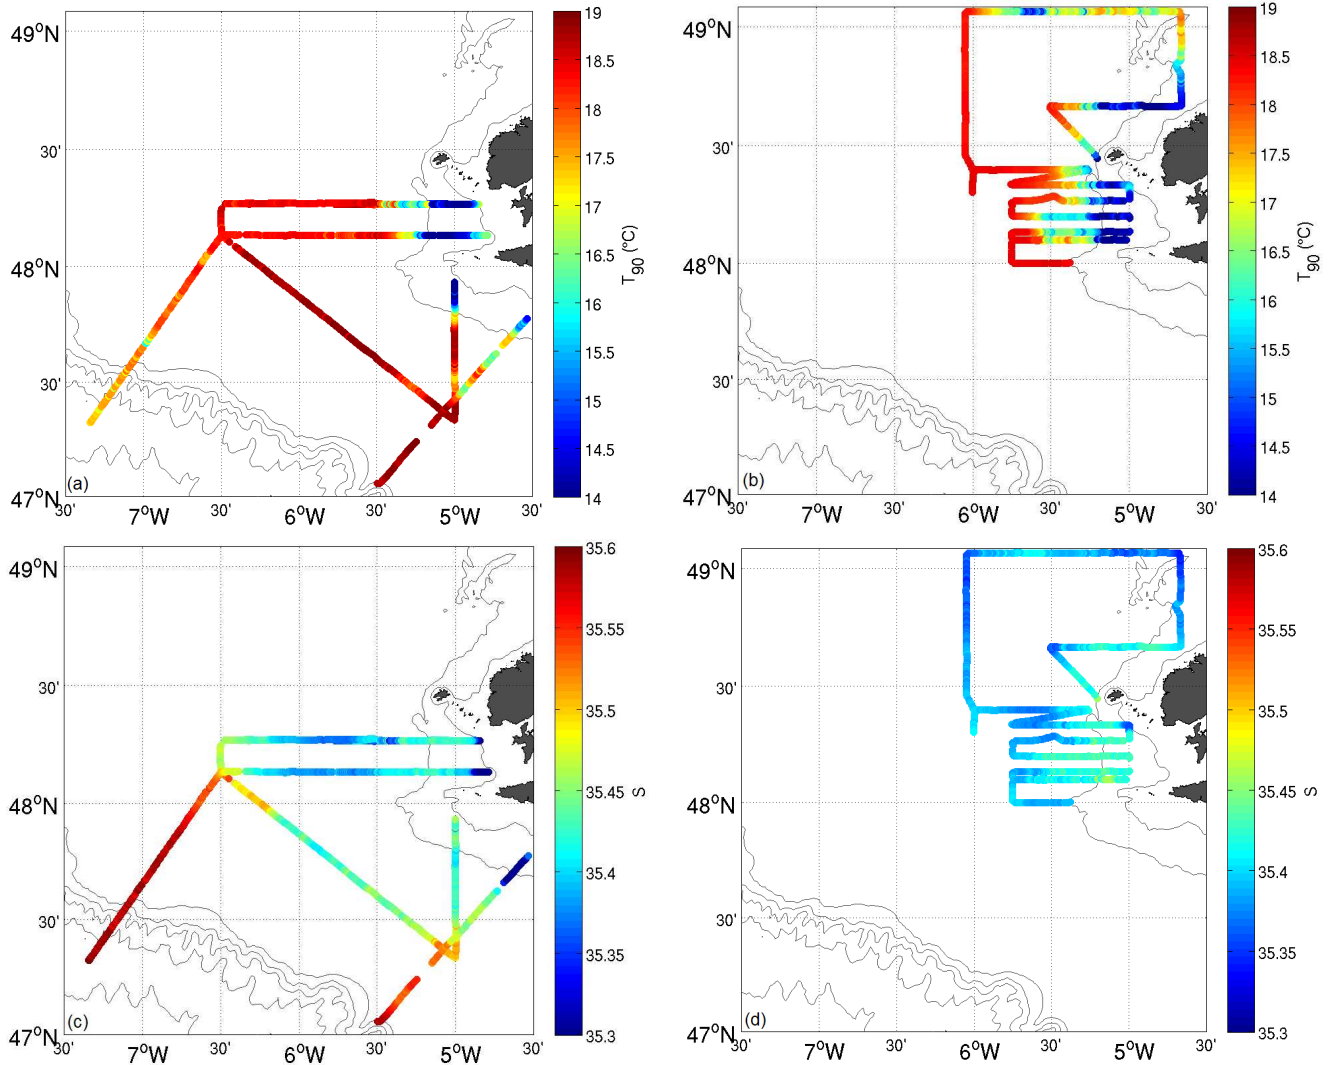 49°N
30'
48°N
30'
47°N
30'
7°W
30'
6°W
30'
5°W
30'
(a)
19
18.5
18
17.5
17
16.5
16
15.5
15
14.5
14
T90 (°C)
49°N
30'
48°N
30'
47°N
30'
7°W
30'
6°W
30'
5°W
30'
(b)
19
18.5
18
17.5
17
16.5
16
15.5
15
14.5
14
T90 (°C)
49°N
30'
48°N
30'
47°N
30'
7°W
30'
6°W
30'
5°W
30'
(c)
35.6
35.55
35.5
35.45
35.4
35.35
35.3
S
49°N
30'
48°N
30'
47°N
30'
7°W
30'
6°W
30'
5°W
30'
(d)
35.6
35.55
35.5
35.45
35.4
35.35
35.3
S